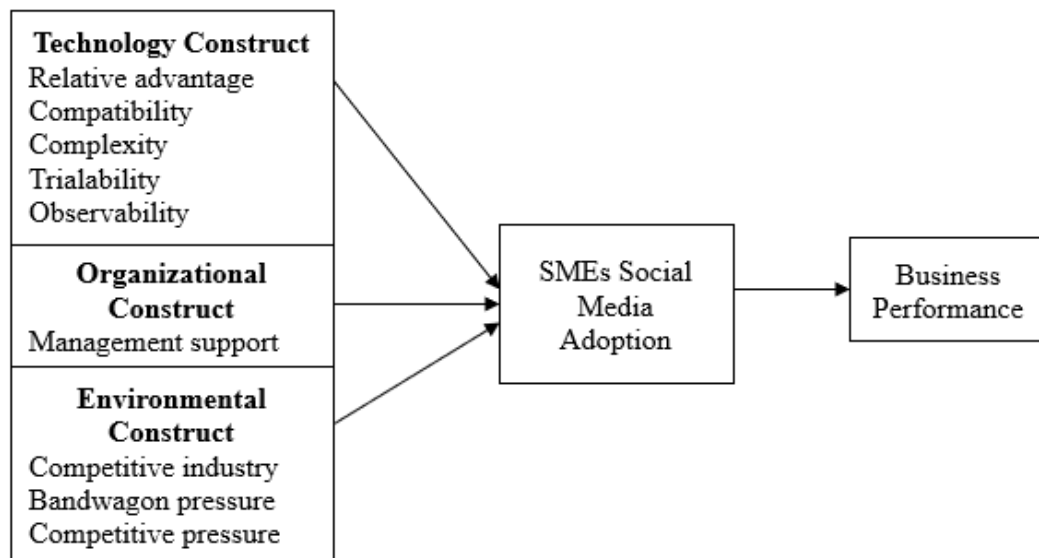 Technology Construct
Relative advantage
Compatibility
Complexity
Trialability
Observability
Organizational
Construct
Management support
Environmental
Construct
Competitive industry
Bandwagon pressure
Competitive pressure
SMEs Social
Media
Adoption
Business
Performance